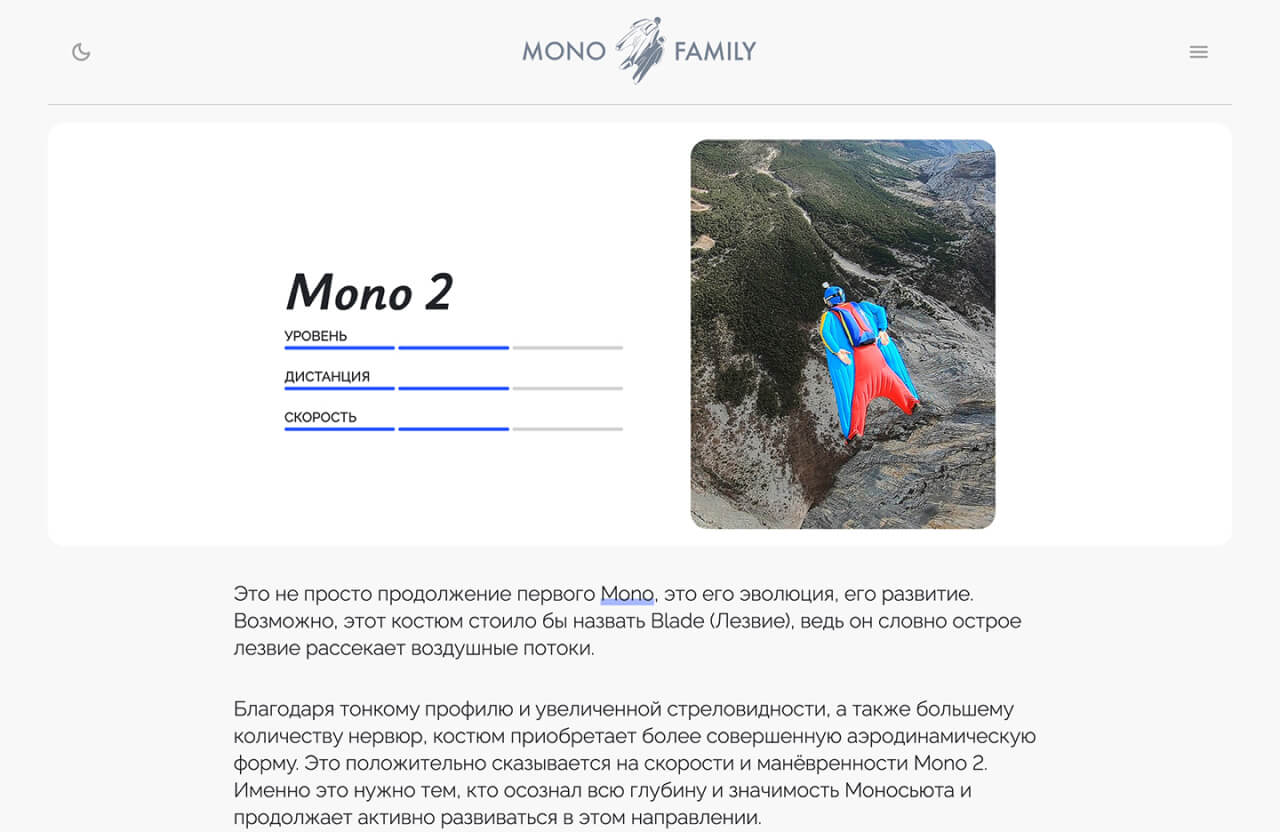 MONO FAMILY
Mono 2
УРОВЕНЬ
ДИСТАНЦИЯ
СКОРОСТЬ
Это не просто продолжение первого Mono, это его эволюция, его развитие.
Возможно, этот костюм стоило бы назвать Blade (Лезвие), ведь он словно острое
лезвие рассекает воздушные потоки.
Благодаря тонкому профилю и увеличенной стреловидности, а также большему
количеству нервюр, костюм приобретает более совершенную аэродинамическую
форму. Это положительно сказывается на скорости и манёвренности Mono 2.
Именно это нужно тем, кто осознал всю глубину и значимость Моносьюта и
продолжает активно развиваться в этом направлении.